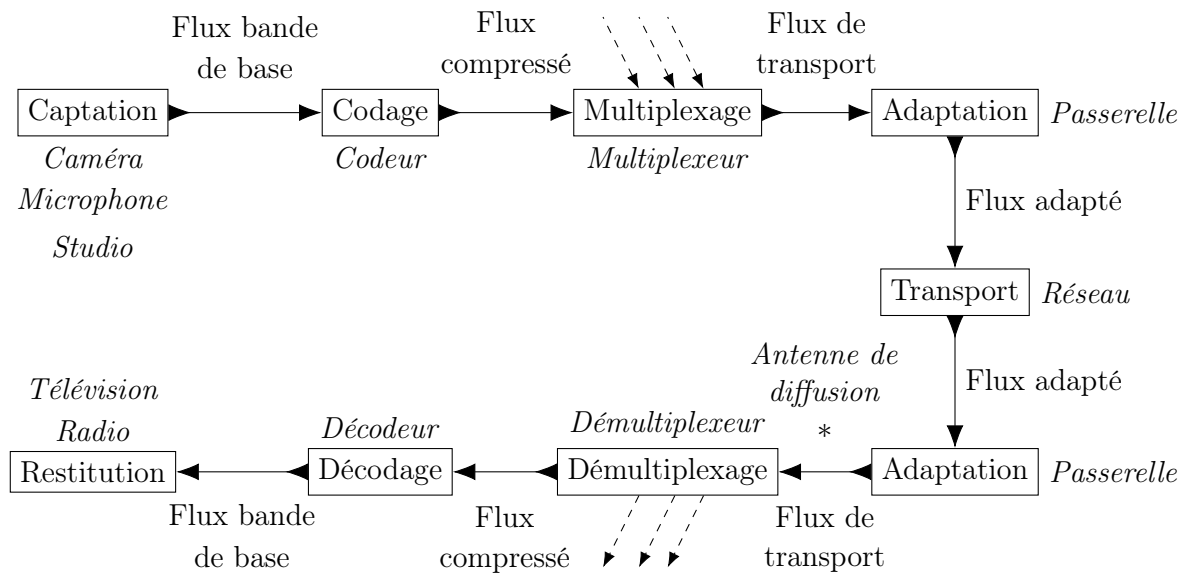 Flux bande
de base
Flux
compressé
Flux de
transport
Captation
Codage
Multiplexage
Adaptation
Passerelle
Caméra
Microphone
Studio
Codeur
Multiplexeur
Flux adapté
Transport
Réseau
Flux adapté
Antenne de
diffusion
*
Télévision
Radio
Décodeur
Démultiplexeur
Restitution
Décodage
Démultiplexage
Adaptation
Passerelle
Flux bande
de base
Flux
compressé
Flux de
transport